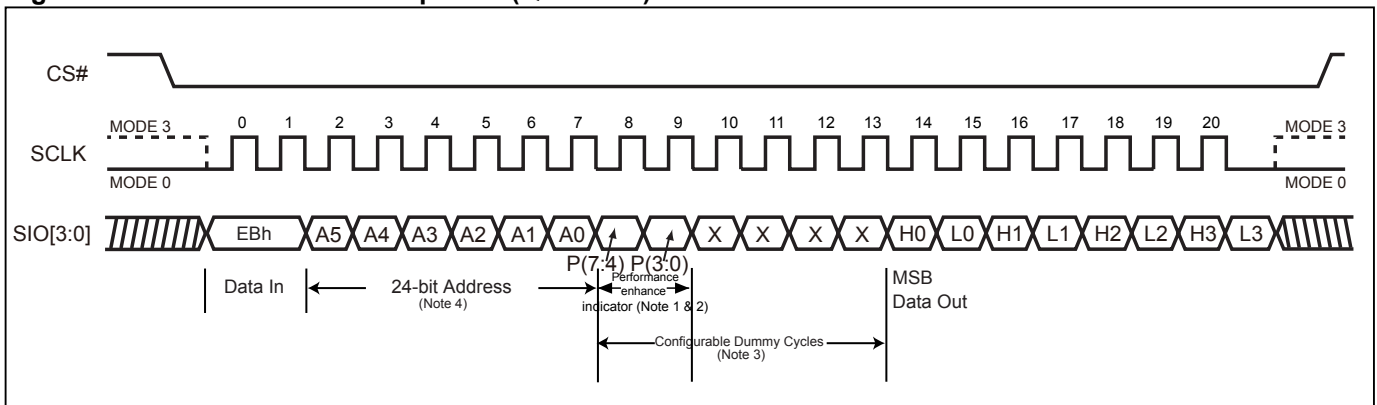 CS#
MODE 3
0 1 2 3 4 5 6 7 8 9 10 11 12 13 14 15 16 17 18 19 20
MODE 3
SCLK
MODE 0
MODE 0
SIO[3:0]
EBh A5 A4 A3 A2 A1 A0 X X X X H0 L0 H1 L1 H2 L2 H3 L3
P(7:4) P(3:0)
Data In
24-bit Address
(Note 4)
Performance
enhance
indicator (Note 1 & 2)
MSB
Data Out
Configurable Dummy Cycles
(Note 3)